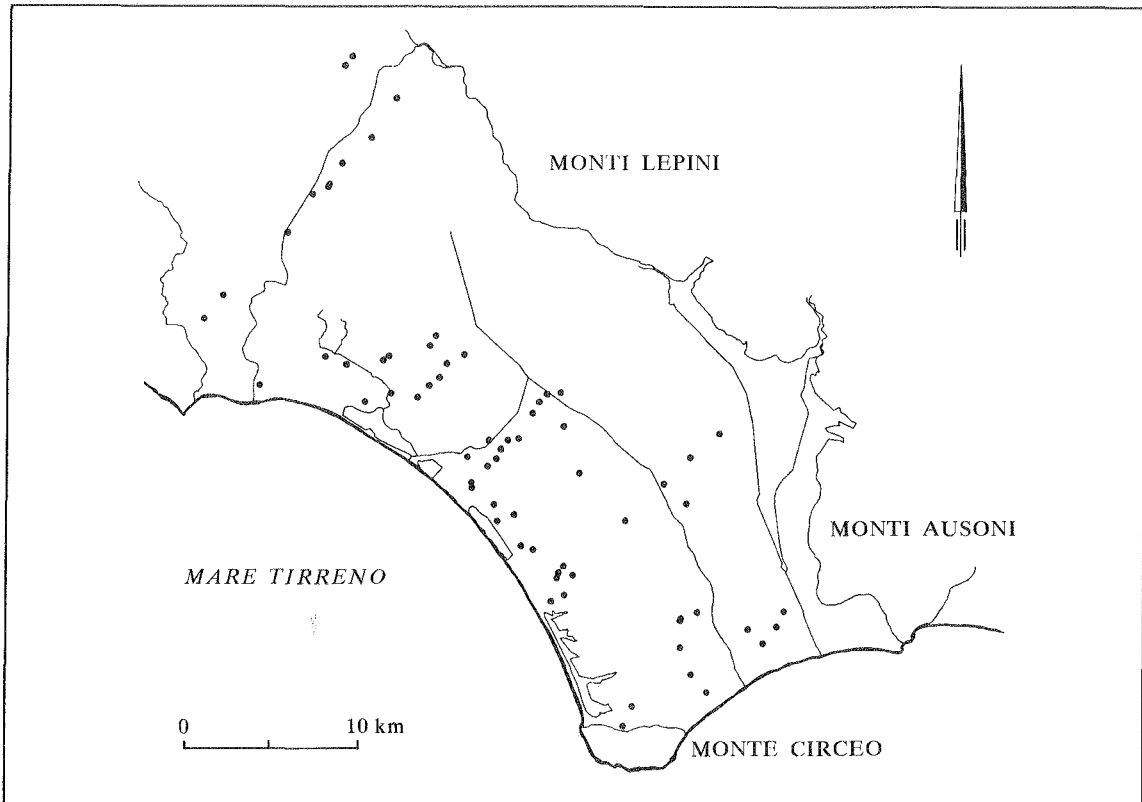 MONTI LEPINI
MONTI AUSONI
MARE TIRRENO
0 10 km
MONTE CIRCEO